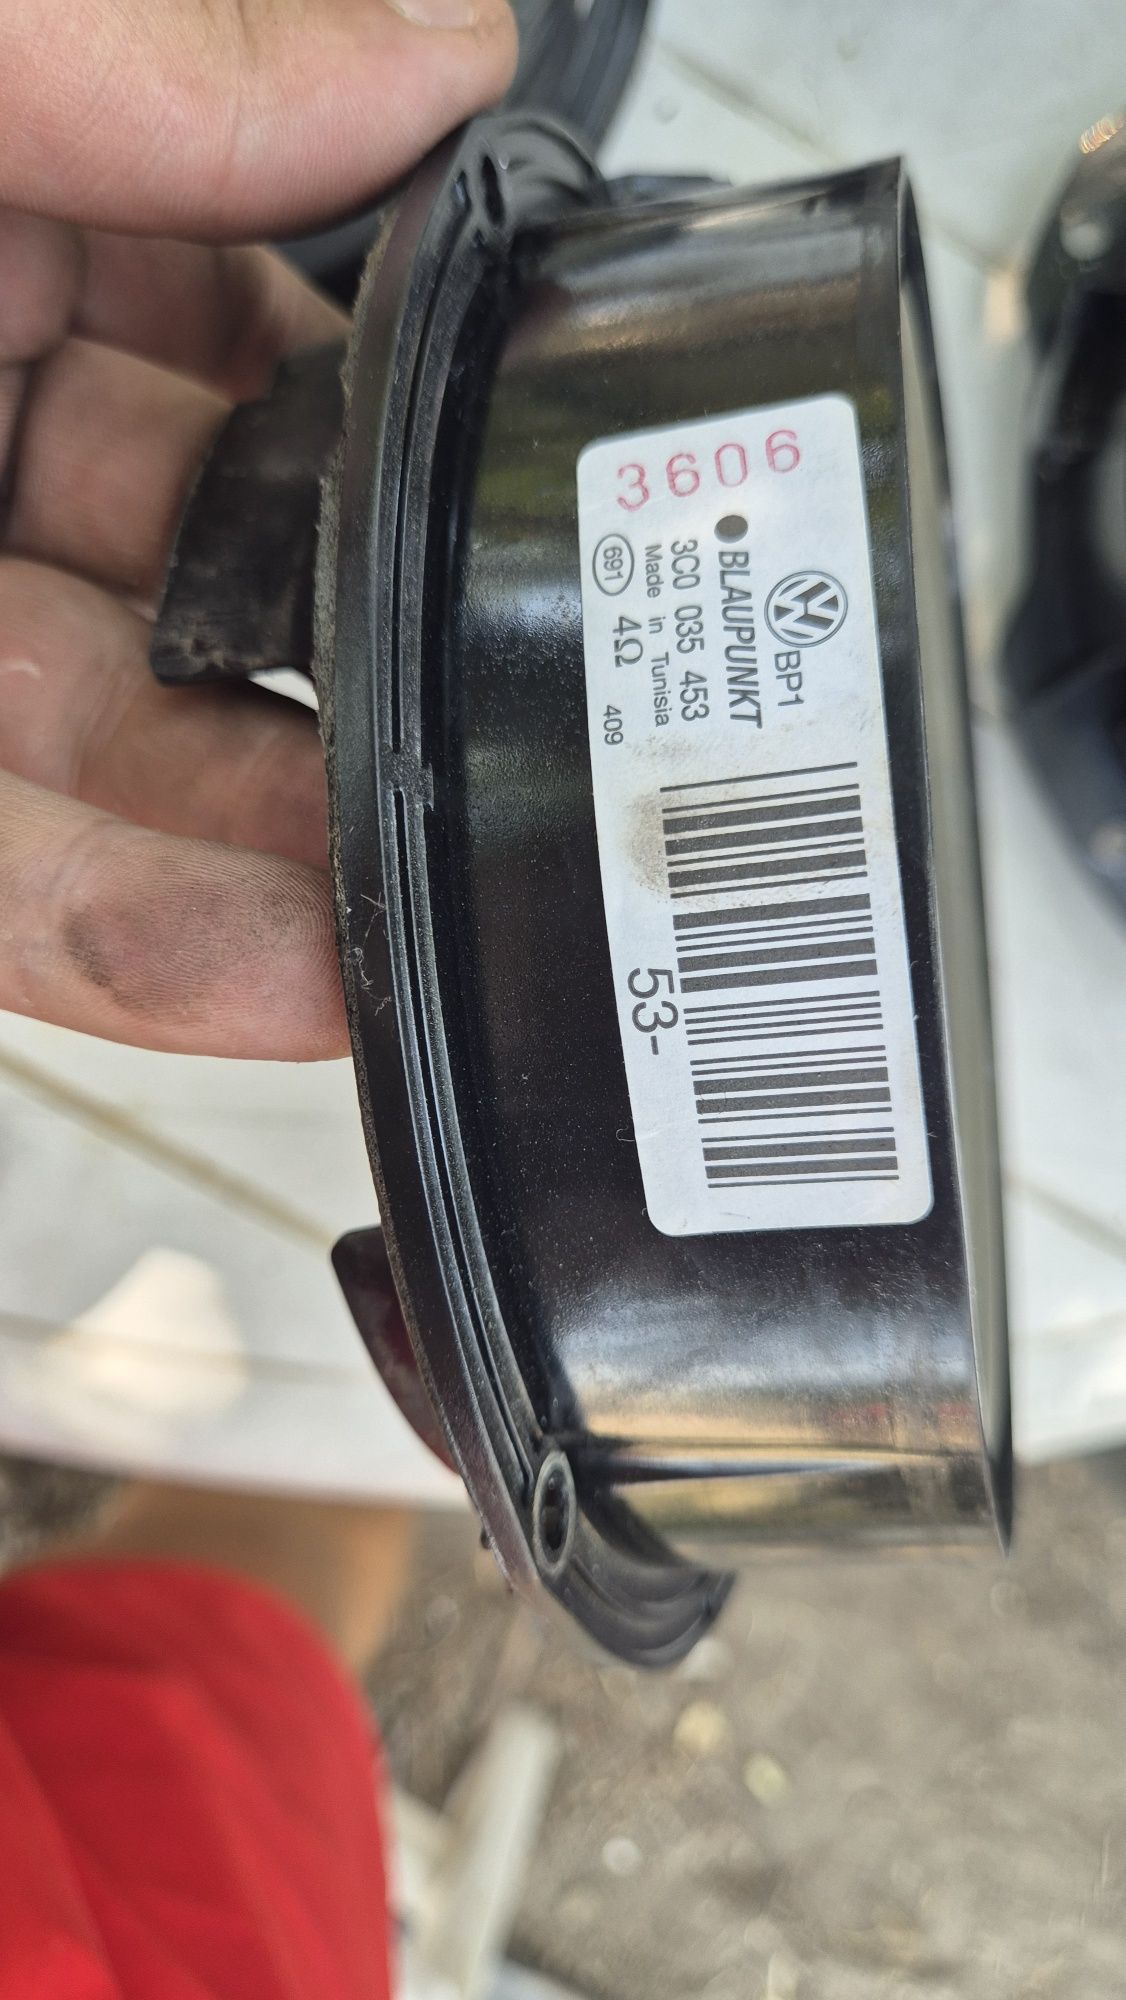 3606
BP1
BLAUPUNKT
3C0 035 453
Made in Tunisia
691 4Ω 409
53-